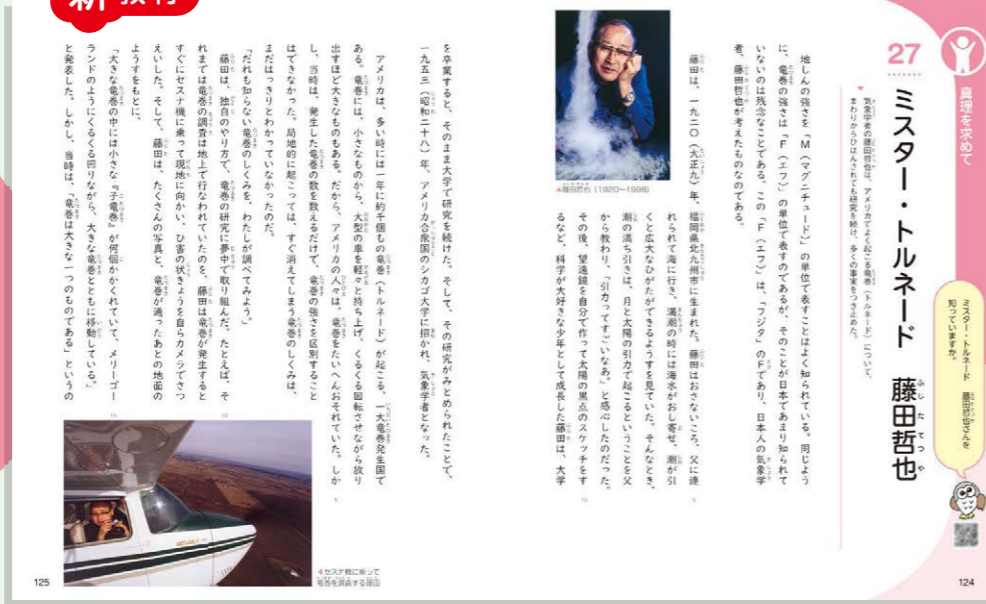 新 教材
真理を求めて
27
ミスター・トルネード 藤田哲也
ミスター・トルネード 藤田哲也さんを
知っていますか。
気象学者の藤田哲也は、アメリカでよく起こる竜巻（トルネード）について、
まわりからひはんされても研究を続け、多くの事実をつき止めた。
地しんの強さを「M（マグニチュード）」の単位で表すことはよく知られている。同じよう
に、竜巻の強さは「F（エフ）」の単位で表すのであるが、そのことが日本であまり知られて
いないのは残念なことである。この「F（エフ）」は、「フジタ」のFであり、日本人の気象学
者、藤田哲也が考えたものなのである。
▲藤田哲也（1920〜1998）
藤田は、一九二〇（大正九）年、福岡県北九州市に生まれた。藤田はおさないころ、父に連
れられて海に行き、満潮の時には海水がおし寄せ、潮が引
くと広大なひがたができるようすを見ていた。そんなとき、
潮の満ち引きは、月と太陽の引力で起こるということを父
から教わり、「引力ってすごいなあ。」と感心したのだった。
その後、望遠鏡を自分で作って太陽の黒点のスケッチをす
るなど、科学が大好きな少年として成長した藤田は、大学
124
を卒業すると、そのまま大学で研究を続けた。そして、その研究がみとめられたことで、
一九五三（昭和二十八）年、アメリカ合衆国のシカゴ大学に招かれ、気象学者となった。
アメリカは、多い時には一年に約千個もの竜巻（トルネード）が起こる、一大竜巻発生国で
ある。竜巻には、小さなものから、大型の車を軽々と持ち上げ、くるくる回転させながら放り
出すほど大きなものもある。だから、アメリカの人々は、竜巻をたいへんおそれていた。しか
し、当時は、発生した竜巻の数を数えるだけで、竜巻の強さを区別すること
はできなかった。局地的に起こっては、すぐ消えてしまう竜巻のしくみは、
まだはっきりとわかっていなかったのだ。
「だれも知らない竜巻のしくみを、わたしが調べてみよう。」
藤田は、独自のやり方で、竜巻の研究に夢中で取り組んだ。たとえば、そ
れまでは竜巻の調査は地上で行なわれていたのを、藤田は竜巻が発生すると
すぐにセスナ機に乗って現地に向かい、ひ害の状きょうを自らカメラでさつ
えいした。そして、藤田は、たくさんの写真と、竜巻が通ったあとの地面の
ようすをもとに、
「大きな竜巻の中には小さな『子竜巻』が何個かかくれていて、メリーゴー
ランドのようにくるくる回りながら、大きな竜巻とともに移動している。」
と発表した。しかし、当時は、「竜巻は大きな一つのものである」というの
◀セスナ機に乗って
竜巻を調査する藤田
125